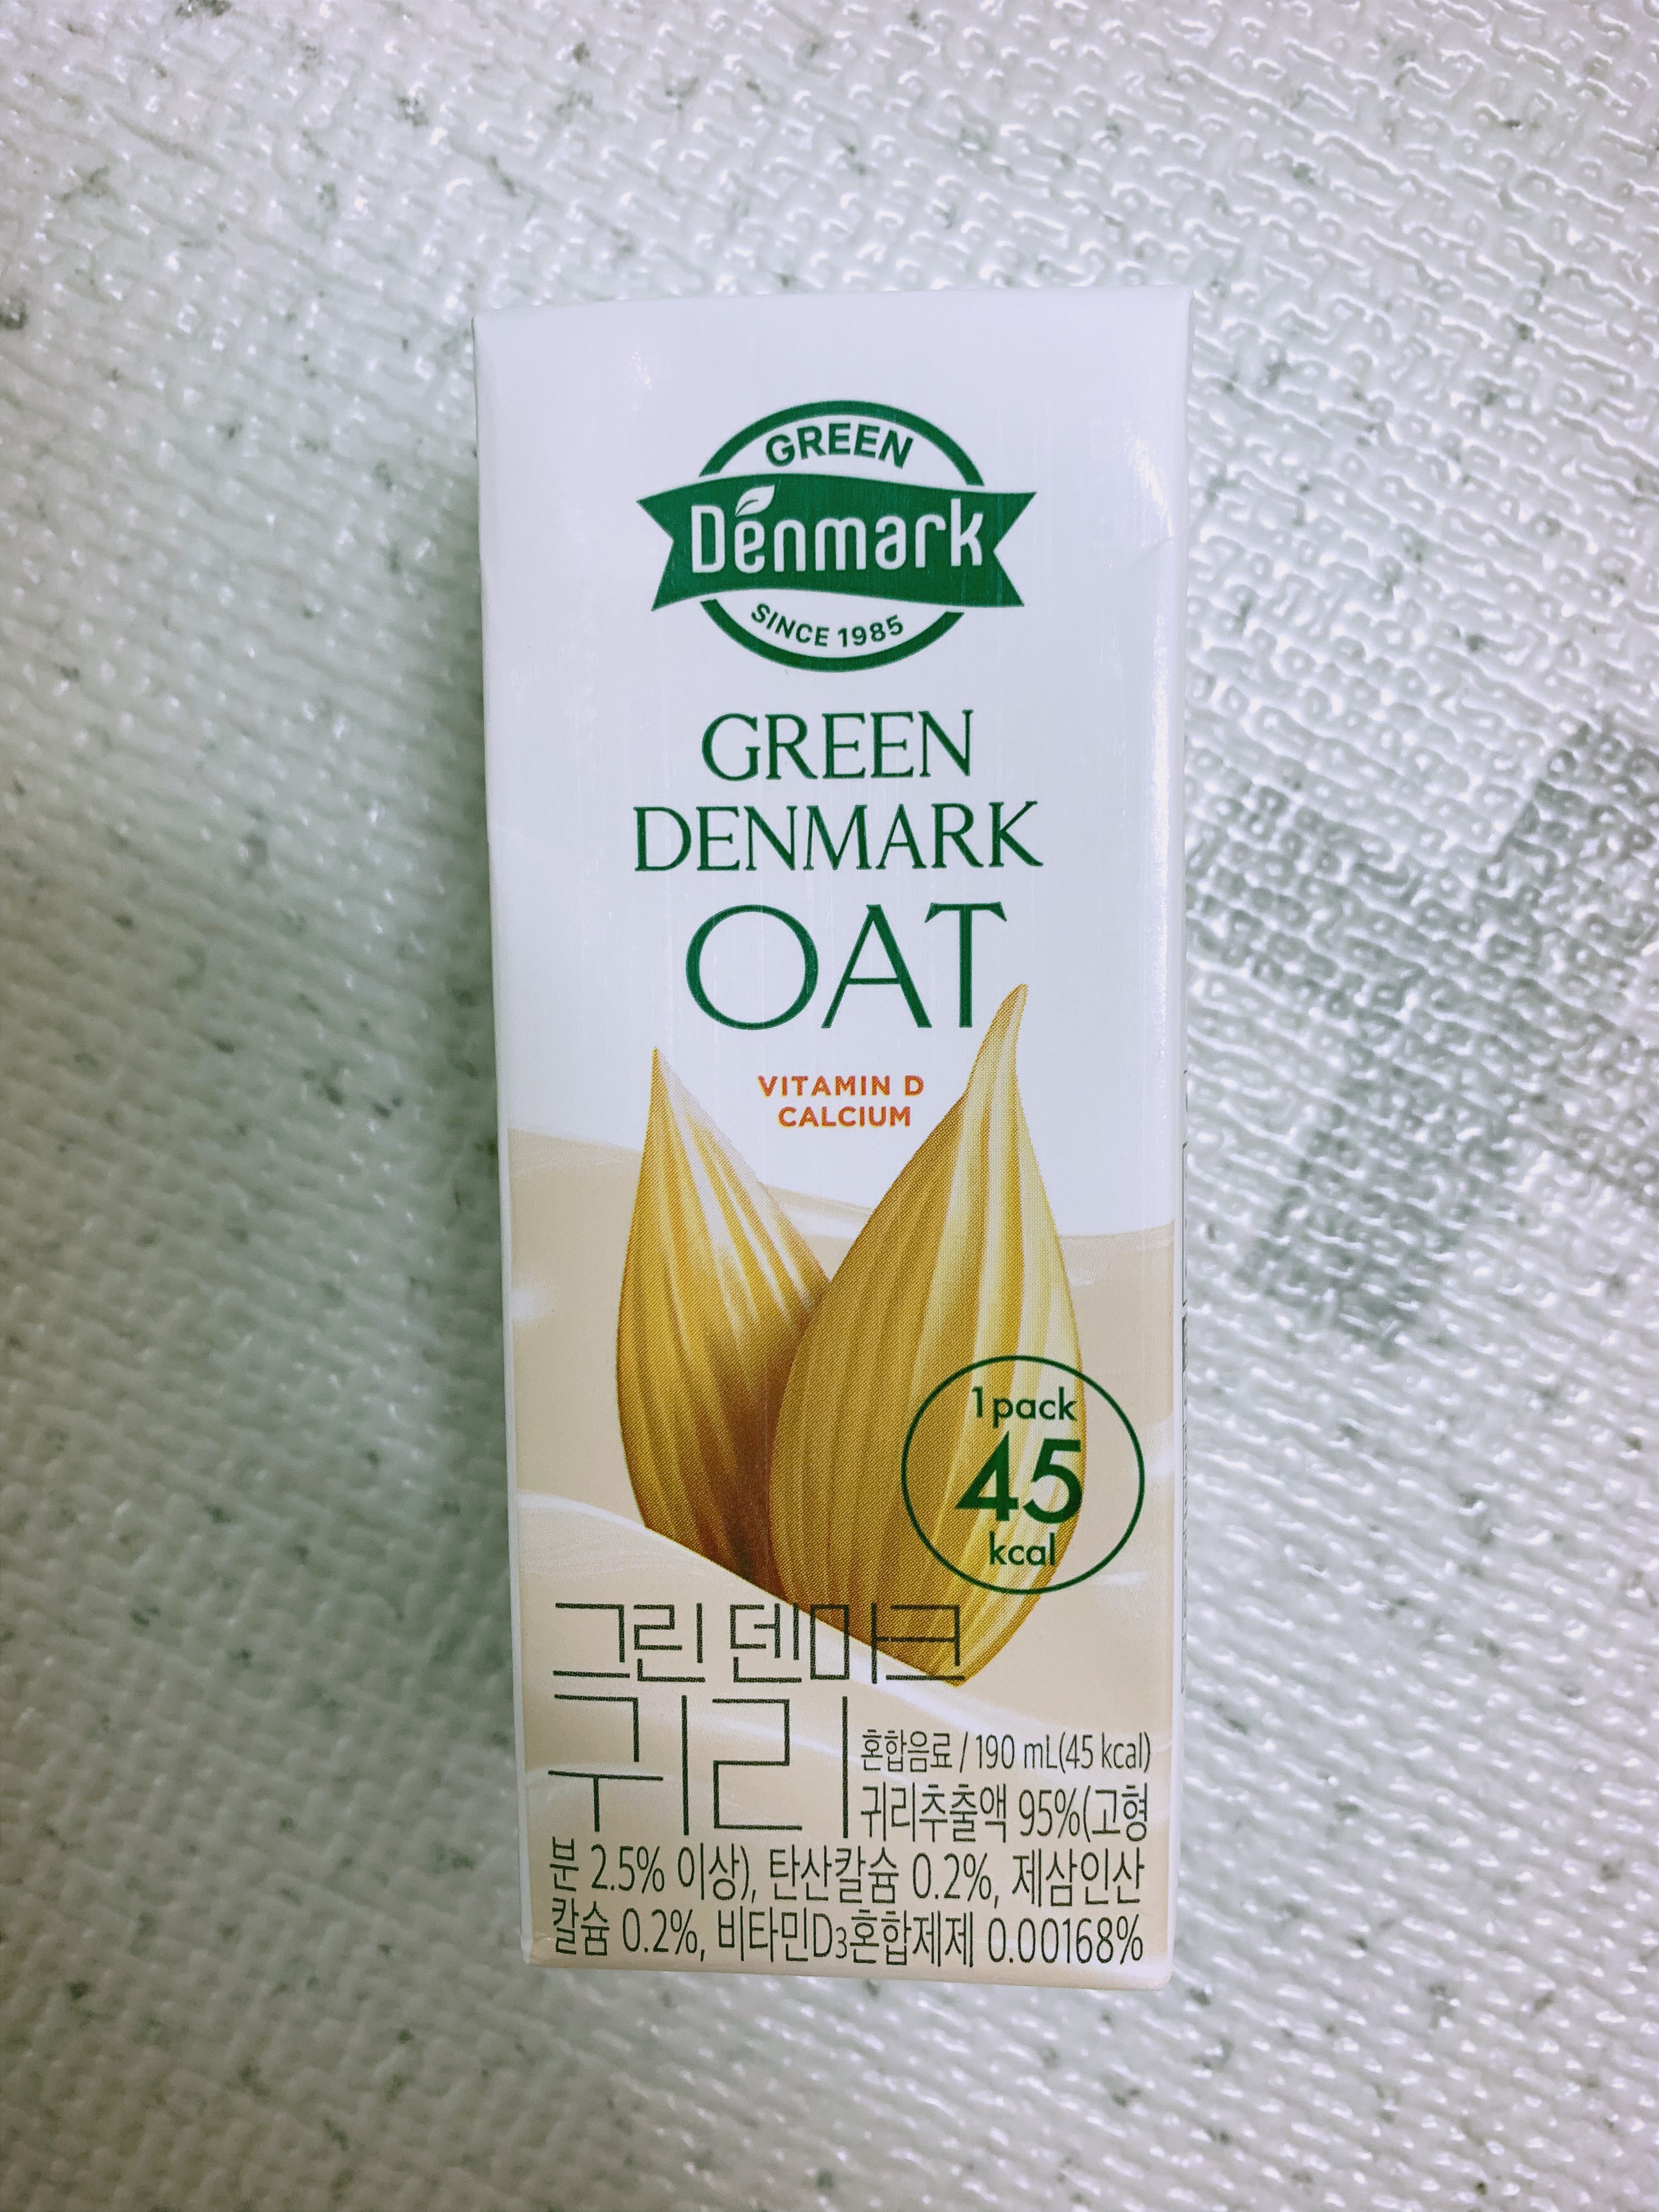 GREEN
Denmark
SINCE 1985
GREEN
DENMARK
OAT
VITAMIN D
CALCIUM
1pack
45
kcal
그린 덴마크
귀리
혼합음료 / 190 mL(45 kcal)
귀리추출액 95%(고형
분 2.5% 이상), 탄산칼슘 0.2%, 제삼인산
칼슘 0.2%, 비타민D₃혼합제제 0.00168%